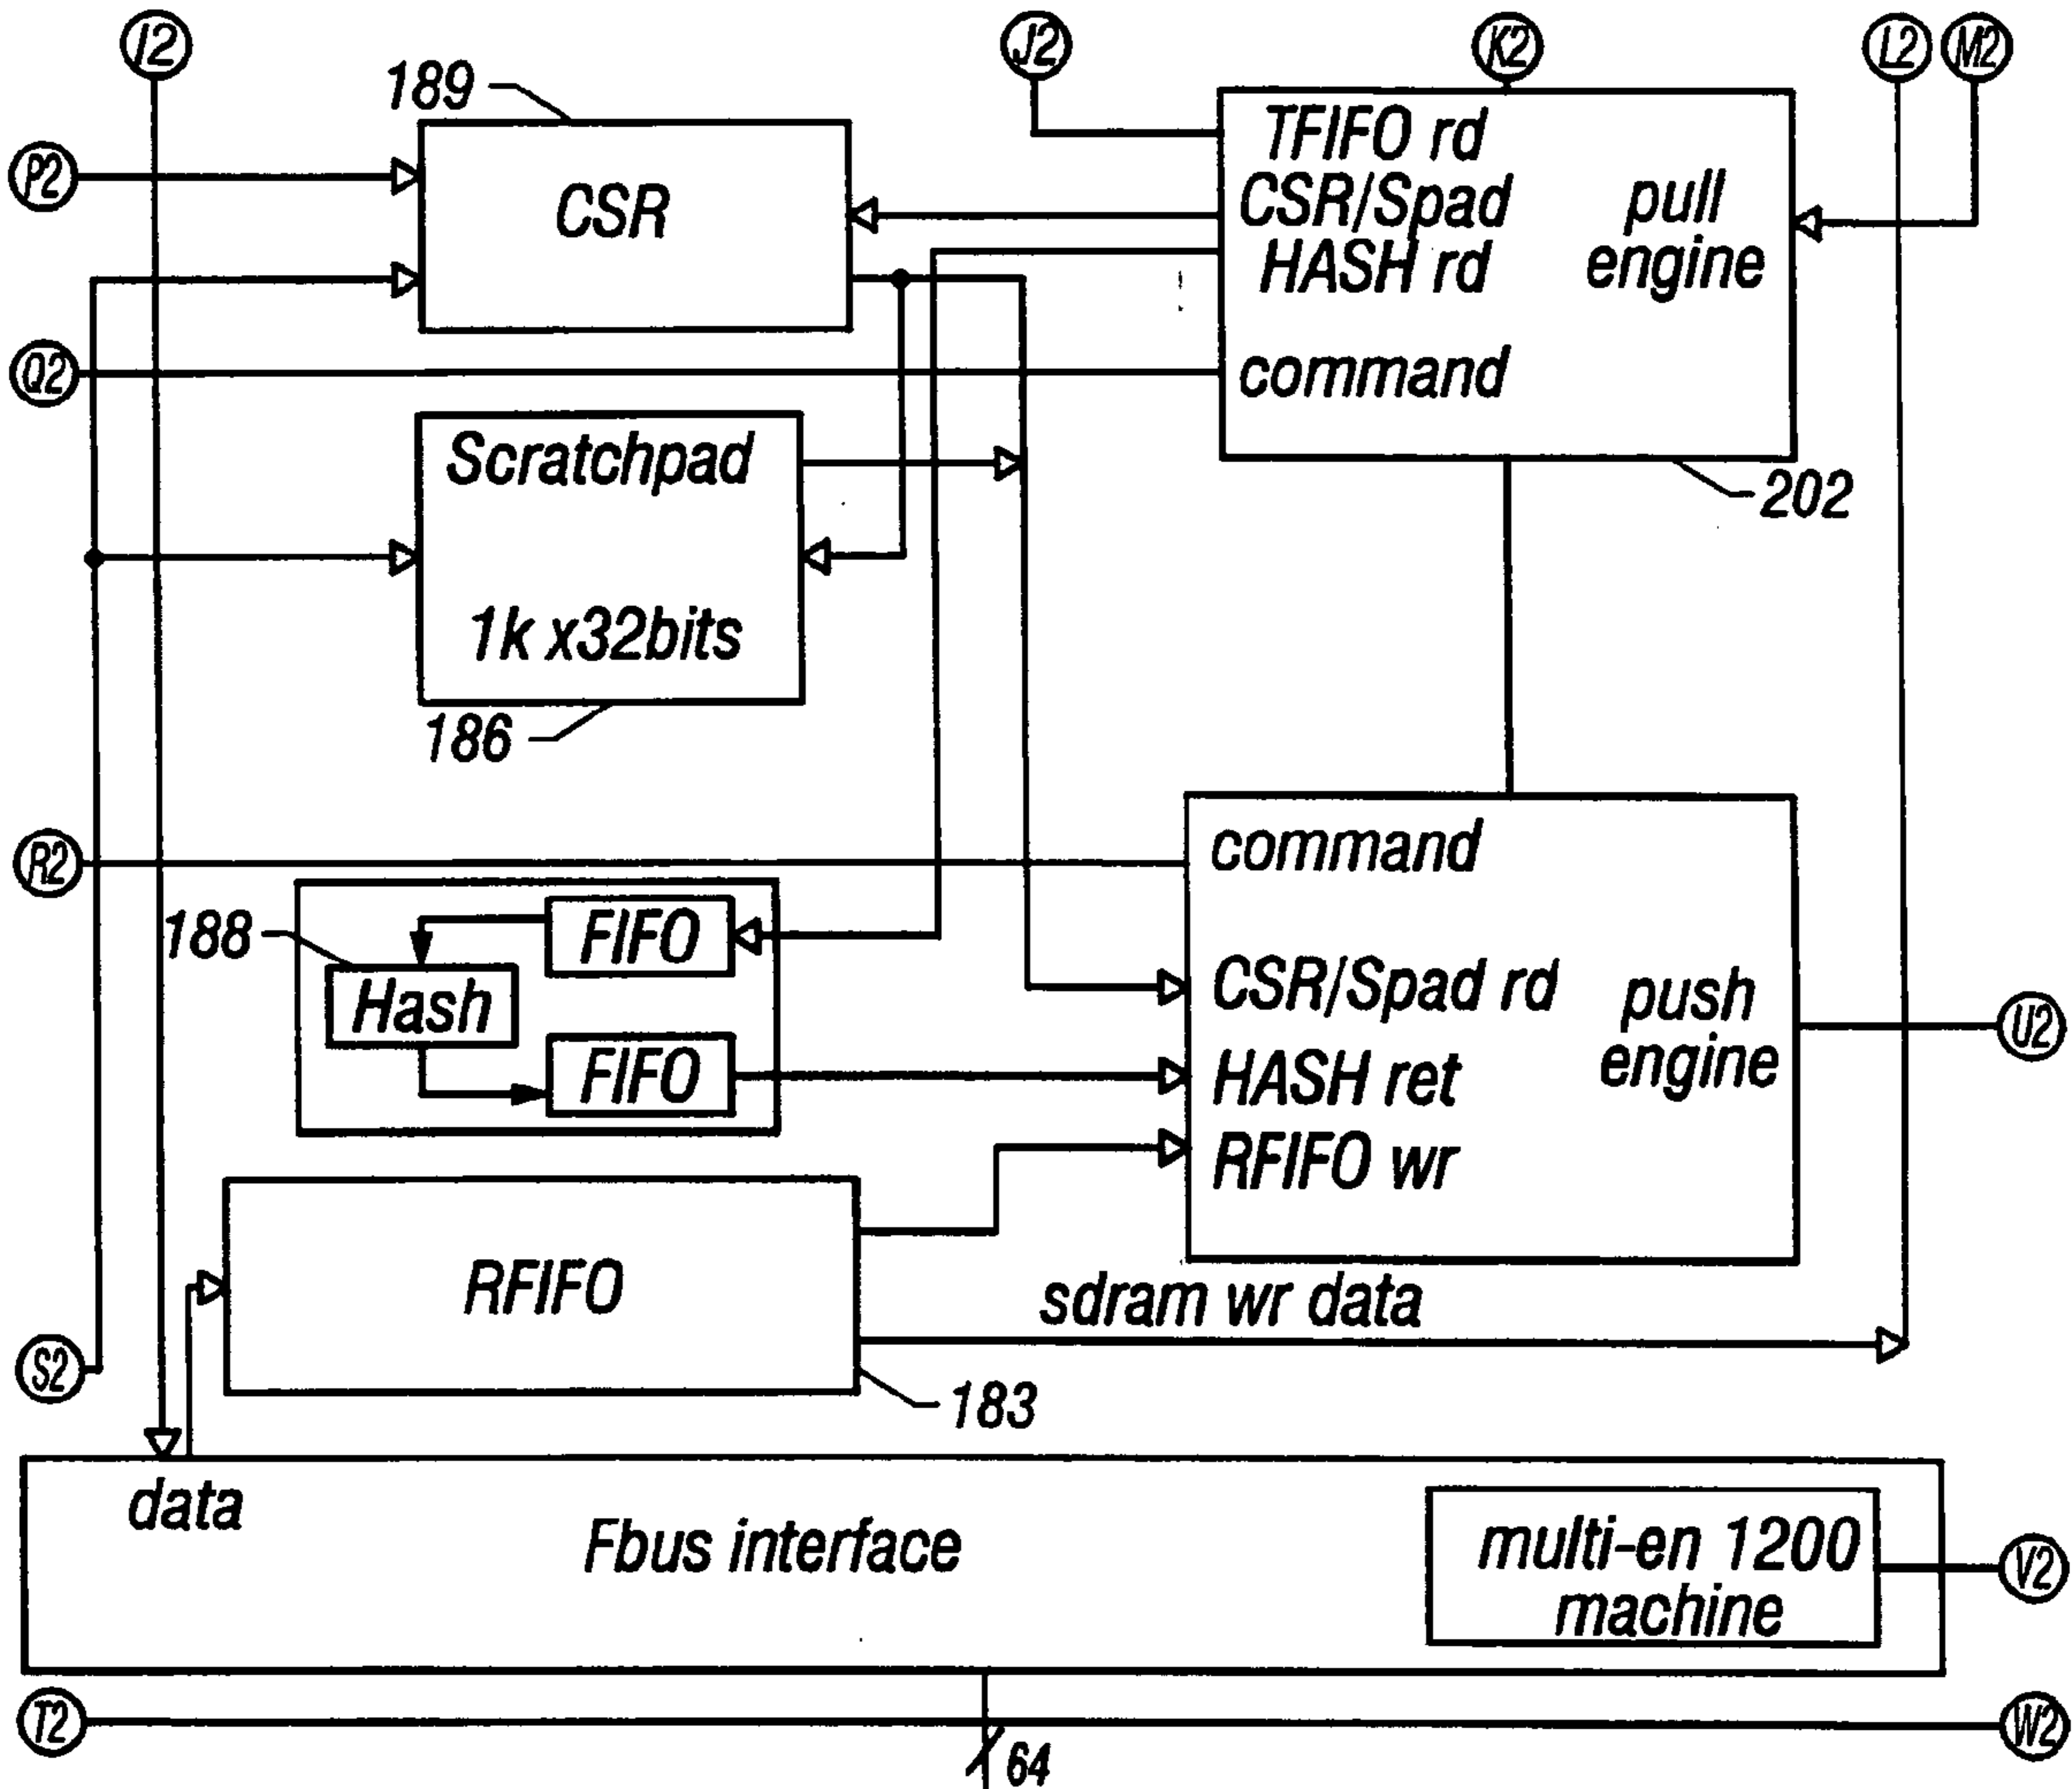 I2
J2
K2
L2
M2
189
P2
CSR
TFIFO rd
CSR/Spad
HASH rd
pull
engine
Q2
command
Scratchpad
1k x32bits
202
186
R2
command
188
FIFO
Hash
FIFO
CSR/Spad rd
HASH ret
RFIFO wr
push
engine
U2
RFIFO
sdram wr data
S2
183
data
Fbus interface
multi-en 1200
machine
V2
T2
W2
64